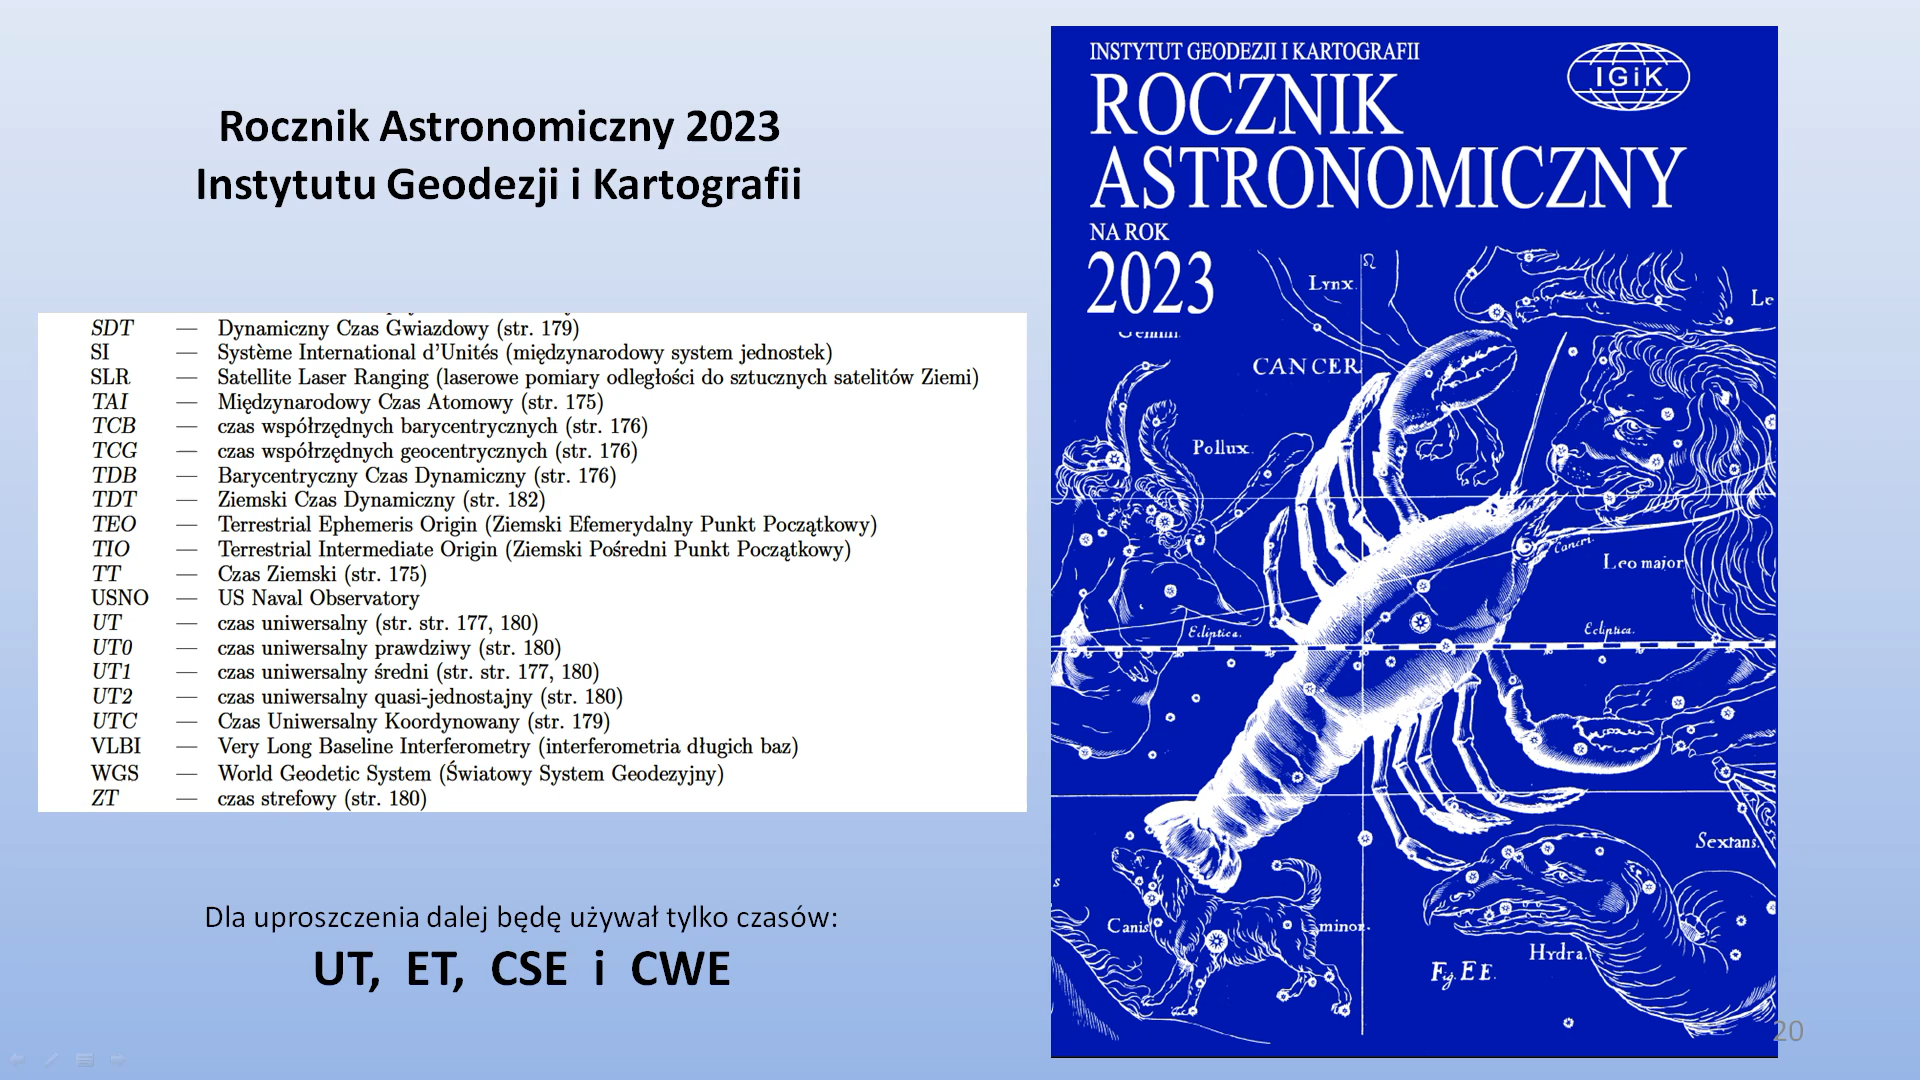 Rocznik Astronomiczny 2023
Instytutu Geodezji i Kartografii
SDT — Dynamiczny Czas Gwiazdowy (str. 179)
SI — Système International d'Unités (międzynarodowy system jednostek)
SLR — Satellite Laser Ranging (laserowe pomiary odległości do sztucznych satelitów Ziemi)
TAI — Międzynarodowy Czas Atomowy (str. 175)
TCB — czas współrzędnych barycentrycznych (str. 176)
TCG — czas współrzędnych geocentrycznych (str. 176)
TDB — Barycentryczny Czas Dynamiczny (str. 176)
TDT — Ziemski Czas Dynamiczny (str. 182)
TEO — Terrestrial Ephemeris Origin (Ziemski Efemerydalny Punkt Początkowy)
TIO — Terrestrial Intermediate Origin (Ziemski Pośredni Punkt Początkowy)
TT — Czas Ziemski (str. 175)
USNO — US Naval Observatory
UT — czas uniwersalny (str. str. 177, 180)
UT0 — czas uniwersalny prawdziwy (str. 180)
UT1 — czas uniwersalny średni (str. str. 177, 180)
UT2 — czas uniwersalny quasi-jednostajny (str. 180)
UTC — Czas Uniwersalny Koordynowany (str. 179)
VLBI — Very Long Baseline Interferometry (interferometria długich baz)
WGS — World Geodetic System (Światowy System Geodezyjny)
ZT — czas strefowy (str. 180)
Dla uproszczenia dalej będę używał tylko czasów:
UT, ET, CSE i CWE
INSTYTUT GEODEZJI I KARTOGRAFII
IGiK
ROCZNIK
ASTRONOMICZNY
NA ROK
2023
Lynx.
Le
CANCER
Pollux.
Cancri.
Leo major
Ecliptica.
Ecliptica.
Sextans.
Canis
minor.
Hydra.
Fig. EE.
20